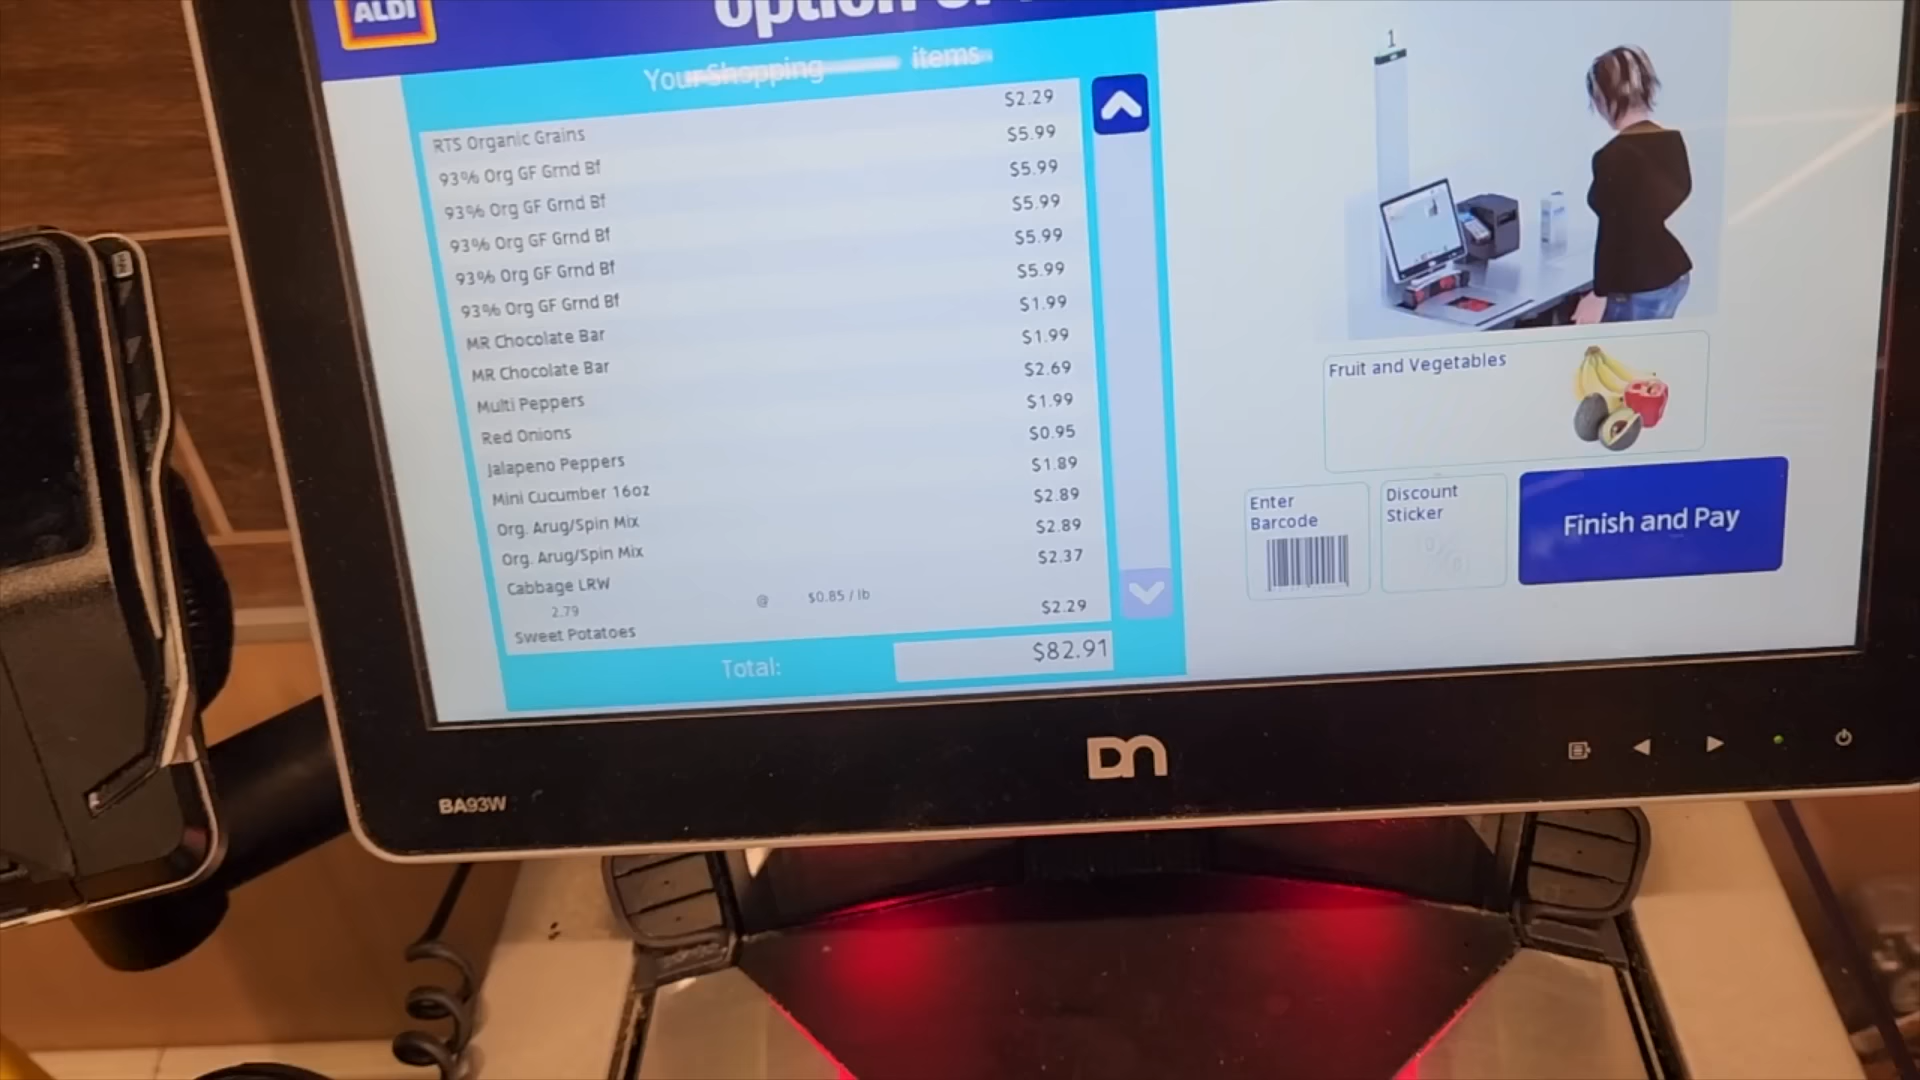 ALDI
option
Your Shopping items
RTS Organic Grains $2.29
93% Org GF Grnd Bf $5.99
93% Org GF Grnd Bf $5.99
93% Org GF Grnd Bf $5.99
93% Org GF Grnd Bf $5.99
93% Org GF Grnd Bf $5.99
MR Chocolate Bar $1.99
MR Chocolate Bar $1.99
Multi Peppers $2.69
Red Onions $1.99
Jalapeno Peppers $0.95
Mini Cucumber 16oz $1.89
Org. Arug/Spin Mix $2.89
Org. Arug/Spin Mix $2.89
Cabbage LRW $2.37
2.79 @ $0.85 / lb
Sweet Potatoes $2.29
Total: $82.91
1
Fruit and Vegetables
Enter
Barcode
Discount
Sticker
Finish and Pay
DN
BA93W